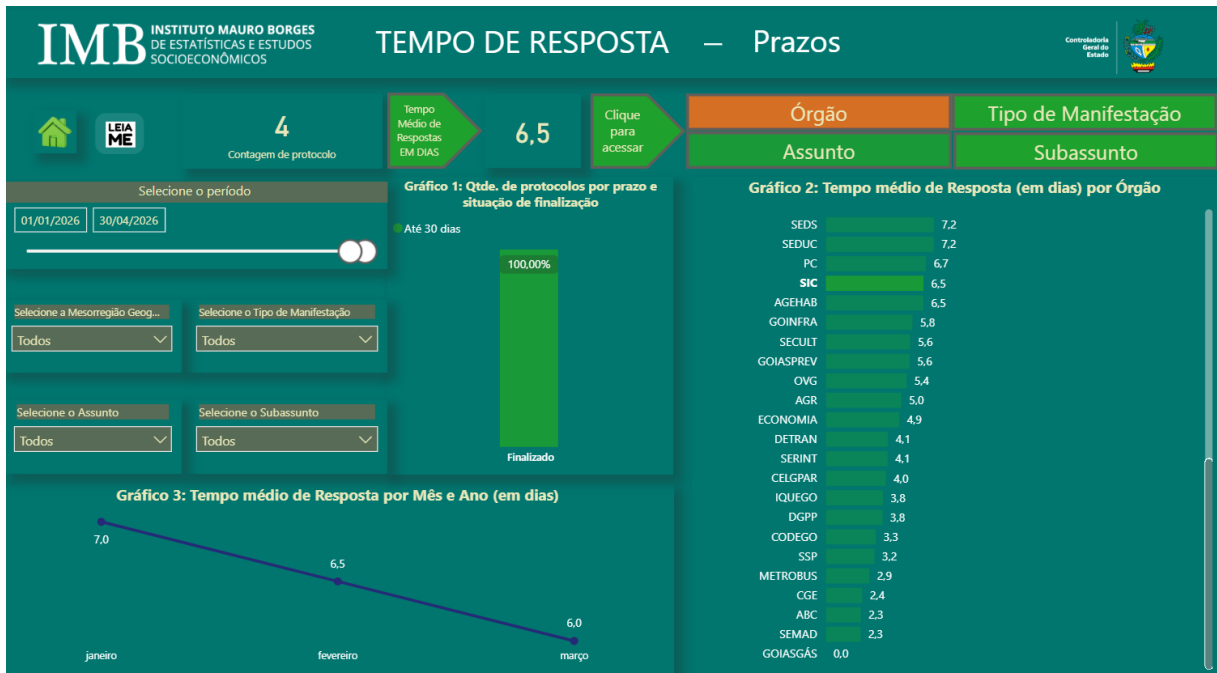 IMB INSTITUTO MAURO BORGES
DE ESTATÍSTICAS E ESTUDOS
SOCIOECONÔMICOS
TEMPO DE RESPOSTA – Prazos
Controladoria
Geral do
Estado
LEIA
ME
4
Contagem de protocolo
Tempo
Médio de
Respostas
EM DIAS
6,5
Clique
para
acessar
Órgão
Tipo de Manifestação
Assunto
Subassunto
Selecione o período
01/01/2026 30/04/2026
Selecione a Mesorregião Geog...
Todos
Selecione o Tipo de Manifestação
Todos
Selecione o Assunto
Todos
Selecione o Subassunto
Todos
Gráfico 1: Qtde. de protocolos por prazo e
situação de finalização
Até 30 dias
100,00%
Finalizado
Gráfico 2: Tempo médio de Resposta (em dias) por Órgão
SEDS 7,2
SEDUC 7,2
PC 6,7
SIC 6,5
AGEHAB 6,5
GOINFRA 5,8
SECULT 5,6
GOIASPREV 5,6
OVG 5,4
AGR 5,0
ECONOMIA 4,9
DETRAN 4,1
SERINT 4,1
CELGPAR 4,0
IQUEGO 3,8
DGPP 3,8
CODEGO 3,3
SSP 3,2
METROBUS 2,9
CGE 2,4
ABC 2,3
SEMAD 2,3
GOIASGÁS 0,0
Gráfico 3: Tempo médio de Resposta por Mês e Ano (em dias)
7,0
6,5
6,0
janeiro fevereiro março